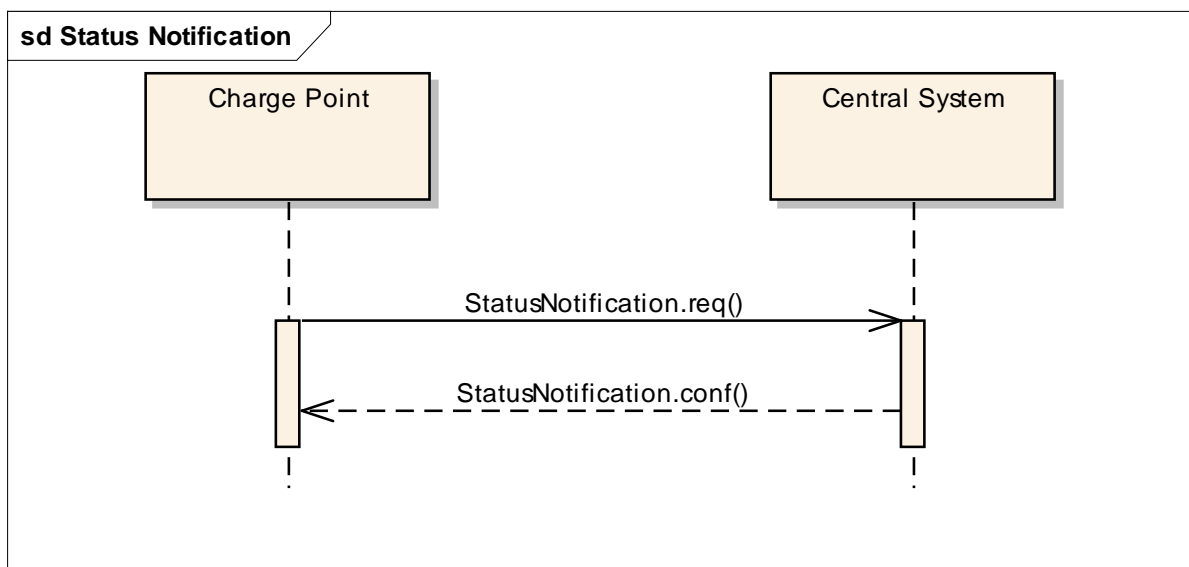 sd Status Notification
Charge Point
Central System
StatusNotification.req()
StatusNotification.conf()